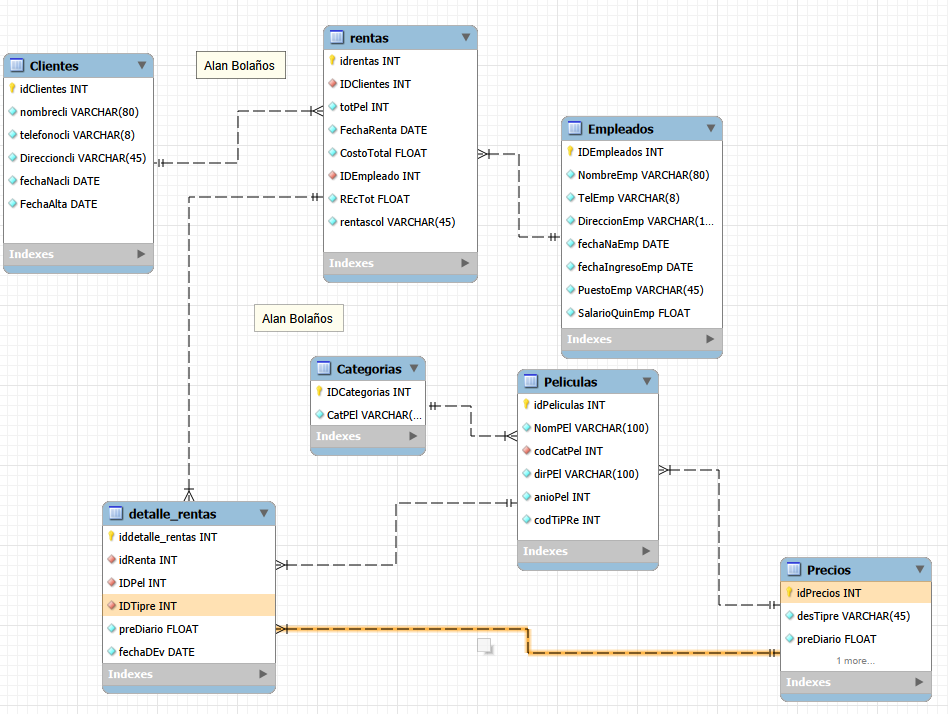 Clientes
idClientes INT
nombrecli VARCHAR(80)
telefonocli VARCHAR(8)
Direccioncli VARCHAR(45)
fechaNacli DATE
FechaAlta DATE
Indexes
Alan Bolaños
rentas
idrentas INT
IDClientes INT
totPel INT
FechaRenta DATE
CostoTotal FLOAT
IDEmpleado INT
REcTot FLOAT
rentascol VARCHAR(45)
Indexes
Empleados
IDEmpleados INT
NombreEmp VARCHAR(80)
TelEmp VARCHAR(8)
DireccionEmp VARCHAR(1...
fechaNaEmp DATE
fechaIngresoEmp DATE
PuestoEmp VARCHAR(45)
SalarioQuinEmp FLOAT
Indexes
Alan Bolaños
Categorias
IDCategorias INT
CatPEl VARCHAR(...
Indexes
Peliculas
idPeliculas INT
NomPEl VARCHAR(100)
codCatPel INT
dirPEl VARCHAR(100)
anioPel INT
codTiPRe INT
Indexes
detalle_rentas
iddetalle_rentas INT
idRenta INT
IDPel INT
IDTipre INT
preDiario FLOAT
fechaDEv DATE
Indexes
Precios
idPrecios INT
desTipre VARCHAR(45)
preDiario FLOAT
1 more...
Indexes